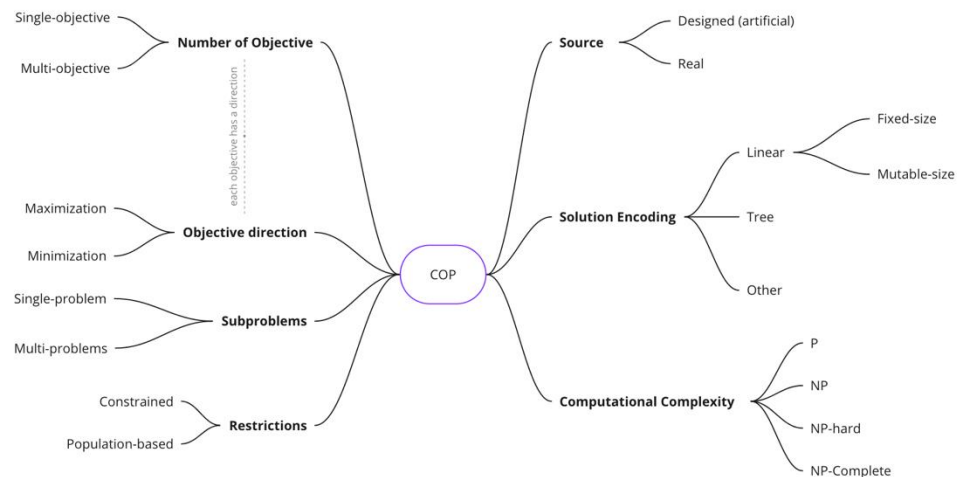 Single-objective
Number of Objective
Multi-objective
each objective has a direction
Maximization
Objective direction
Minimization
Single-problem
Subproblems
Multi-problems
Constrained
Restrictions
Population-based
COP
Designed (artificial)
Source
Real
Fixed-size
Linear
Mutable-size
Solution Encoding
Tree
Other
P
NP
Computational Complexity
NP-hard
NP-Complete